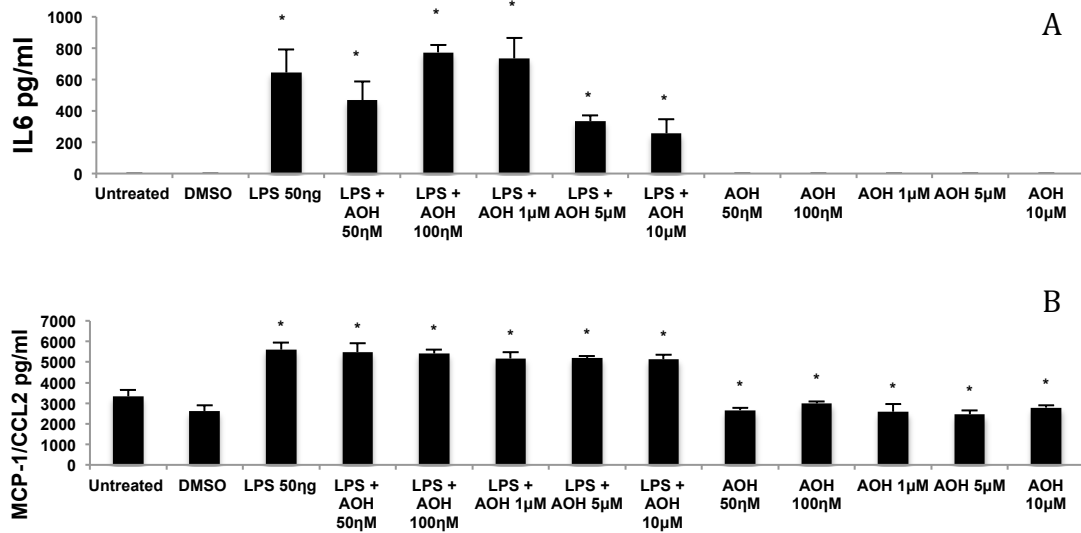 A
IL6 pg/ml
1000
800
600
400
200
0
* * * * * *
Untreated DMSO LPS 50ηg LPS + LPS + LPS + LPS + LPS + AOH AOH AOH 1µM AOH 5µM AOH
AOH AOH AOH 1µM AOH 5µM AOH 50ηM 100ηM 10µM
50ηM 100ηM 10µM
B
MCP-1/CCL2 pg/ml
7000
6000
5000
4000
3000
2000
1000
0
* * * * * * * * * * *
Untreated DMSO LPS 50ηg LPS + LPS + LPS + LPS + LPS + AOH AOH AOH 1µM AOH 5µM AOH
AOH AOH AOH 1µM AOH 5µM AOH 50ηM 100ηM 10µM
50ηM 100ηM 10µM